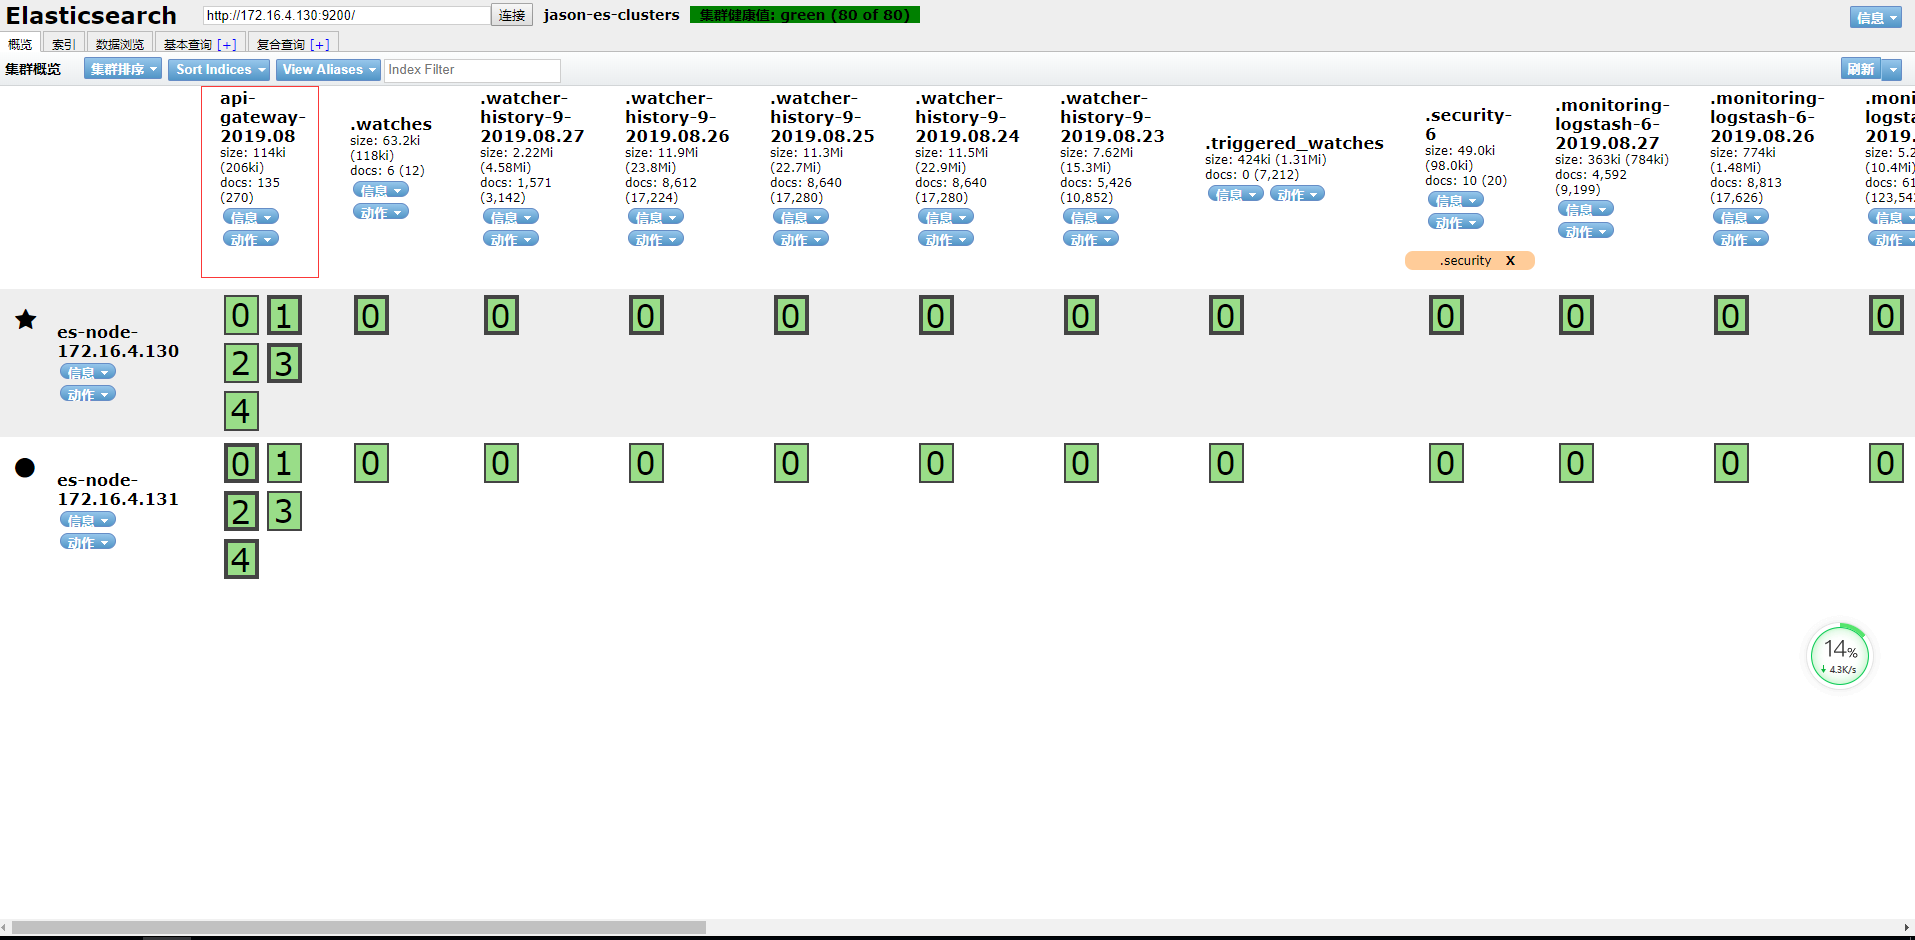 Elasticsearch
http://172.16.4.130:9200/
连接
jason-es-clusters
集群健康值: green (80 of 80)
信息
概览
索引
数据浏览
基本查询 [+]
复合查询 [+]
集群概览
集群排序
Sort Indices
View Aliases
Index Filter
刷新
api-
gateway-
2019.08
size: 114ki
(206ki)
docs: 135
(270)
信息
动作
.watches
size: 63.2ki
(118ki)
docs: 6 (12)
信息
动作
.watcher-
history-9-
2019.08.27
size: 2.22Mi
(4.58Mi)
docs: 1,571
(3,142)
信息
动作
.watcher-
history-9-
2019.08.26
size: 11.9Mi
(23.8Mi)
docs: 8,612
(17,224)
信息
动作
.watcher-
history-9-
2019.08.25
size: 11.3Mi
(22.7Mi)
docs: 8,640
(17,280)
信息
动作
.watcher-
history-9-
2019.08.24
size: 11.5Mi
(22.9Mi)
docs: 8,640
(17,280)
信息
动作
.watcher-
history-9-
2019.08.23
size: 7.62Mi
(15.3Mi)
docs: 5,426
(10,852)
信息
动作
.triggered_watches
size: 424ki (1.31Mi)
docs: 0 (7,212)
信息 动作
.security-
6
size: 49.0ki
(98.0ki)
docs: 10 (20)
信息
动作
.security X
.monitoring-
logstash-6-
2019.08.27
size: 363ki (784ki)
docs: 4,592
(9,199)
信息
动作
.monitoring-
logstash-6-
2019.08.26
size: 774ki
(1.48Mi)
docs: 8,813
(17,626)
信息
动作
.moni
logsta
2019.
size: 5.2
(10.4Mi)
docs: 61
(123,542
信息
动作
es-node-
172.16.4.130
信息
动作
0 1 0 0 0 0 0 0 0 0 0 0 0
2 3
4
es-node-
172.16.4.131
信息
动作
0 1 0 0 0 0 0 0 0 0 0 0 0
2 3
4
14%
4.3K/s